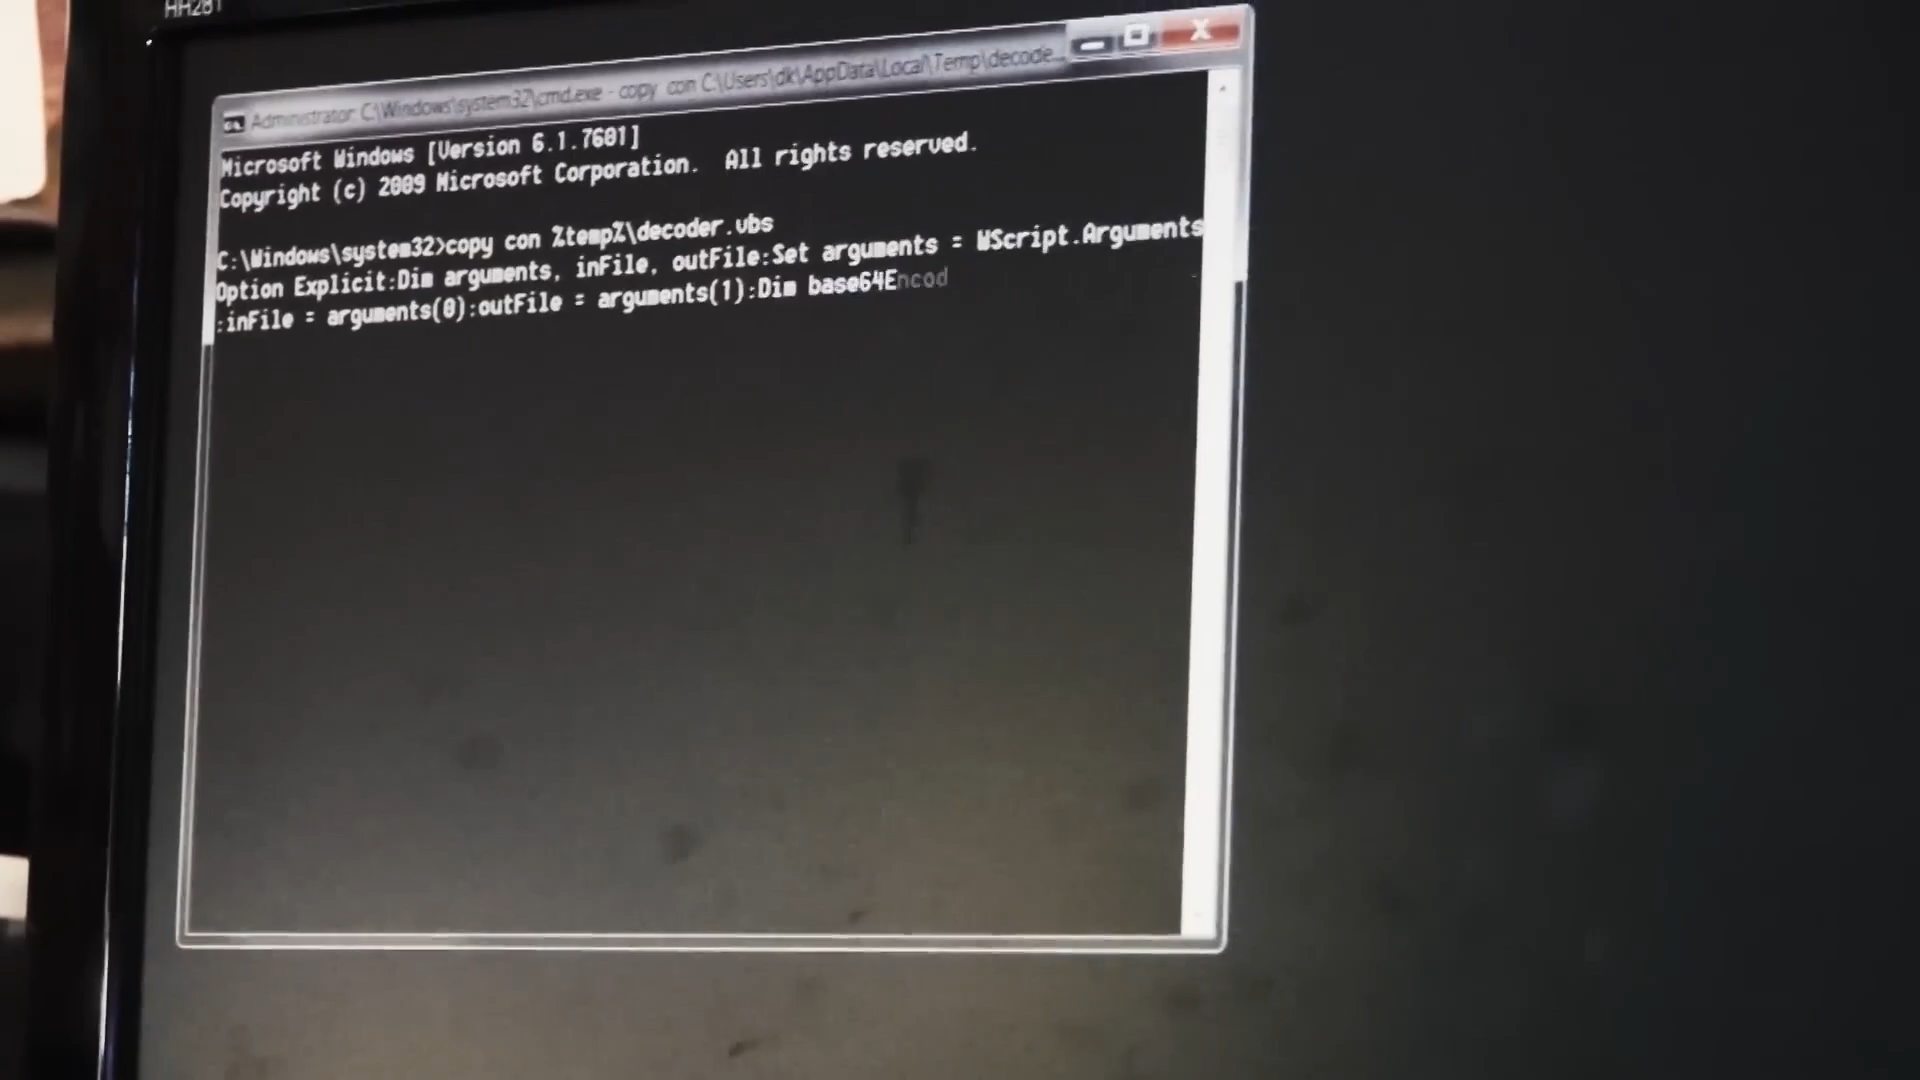 HH281
Administrator: C:\Windows\system32\cmd.exe - copy con C:\Users\dk\AppData\Local\Temp\decode...
Microsoft Windows [Version 6.1.7601]
Copyright (c) 2009 Microsoft Corporation. All rights reserved.
C:\Windows\system32>copy con %temp%\decoder.vbs
Option Explicit:Dim arguments, inFile, outFile:Set arguments = WScript.Arguments
:inFile = arguments(0):outFile = arguments(1):Dim base64Encod